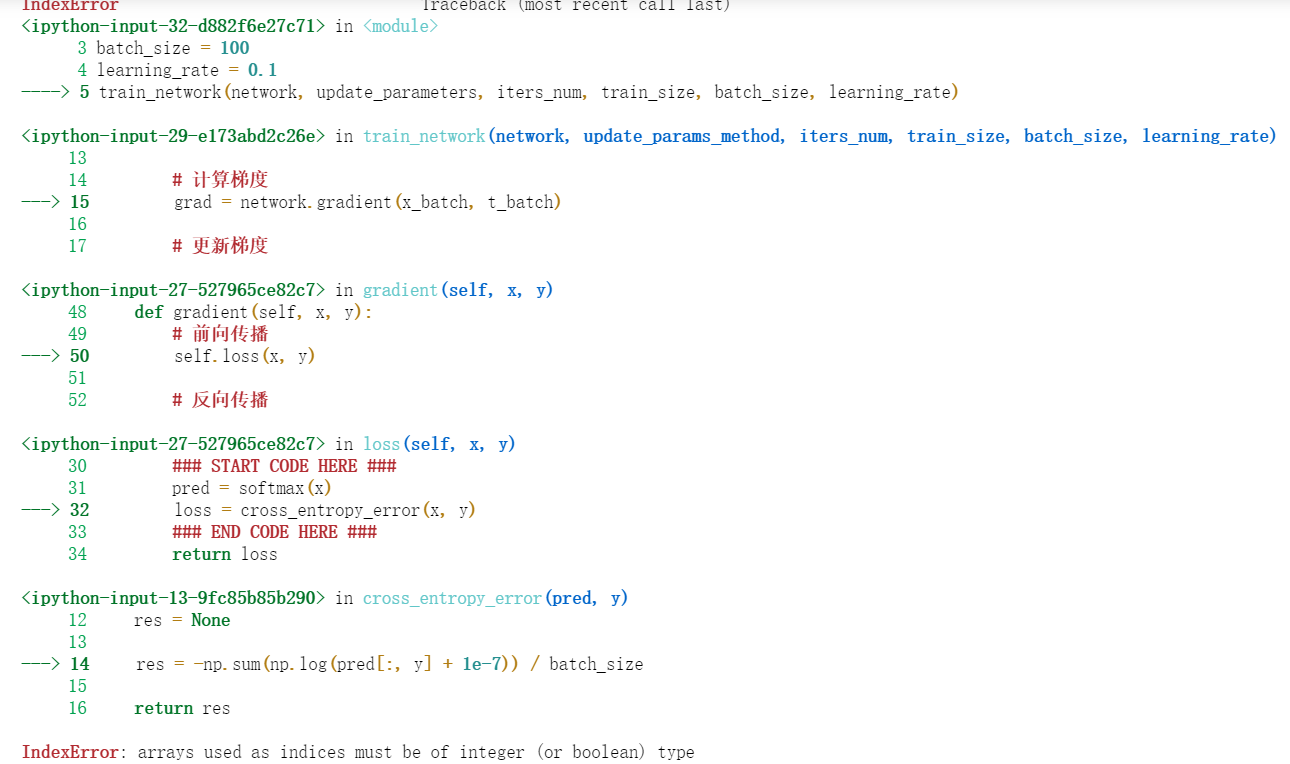 IndexError Traceback (most recent call last)
<ipython-input-32-d882f6e27c71> in <module>
3 batch_size = 100
4 learning_rate = 0.1
----> 5 train_network(network, update_parameters, iters_num, train_size, batch_size, learning_rate)
<ipython-input-29-e173abd2c26e> in train_network(network, update_params_method, iters_num, train_size, batch_size, learning_rate)
13
14 # 计算梯度
---> 15 grad = network.gradient(x_batch, t_batch)
16
17 # 更新梯度
<ipython-input-27-527965ce82c7> in gradient(self, x, y)
48 def gradient(self, x, y):
49 # 前向传播
---> 50 self.loss(x, y)
51
52 # 反向传播
<ipython-input-27-527965ce82c7> in loss(self, x, y)
30 ### START CODE HERE ###
31 pred = softmax(x)
---> 32 loss = cross_entropy_error(x, y)
33 ### END CODE HERE ###
34 return loss
<ipython-input-13-9fc85b85b290> in cross_entropy_error(pred, y)
12 res = None
13
---> 14 res = -np.sum(np.log(pred[:, y] + 1e-7)) / batch_size
15
16 return res
IndexError: arrays used as indices must be of integer (or boolean) type